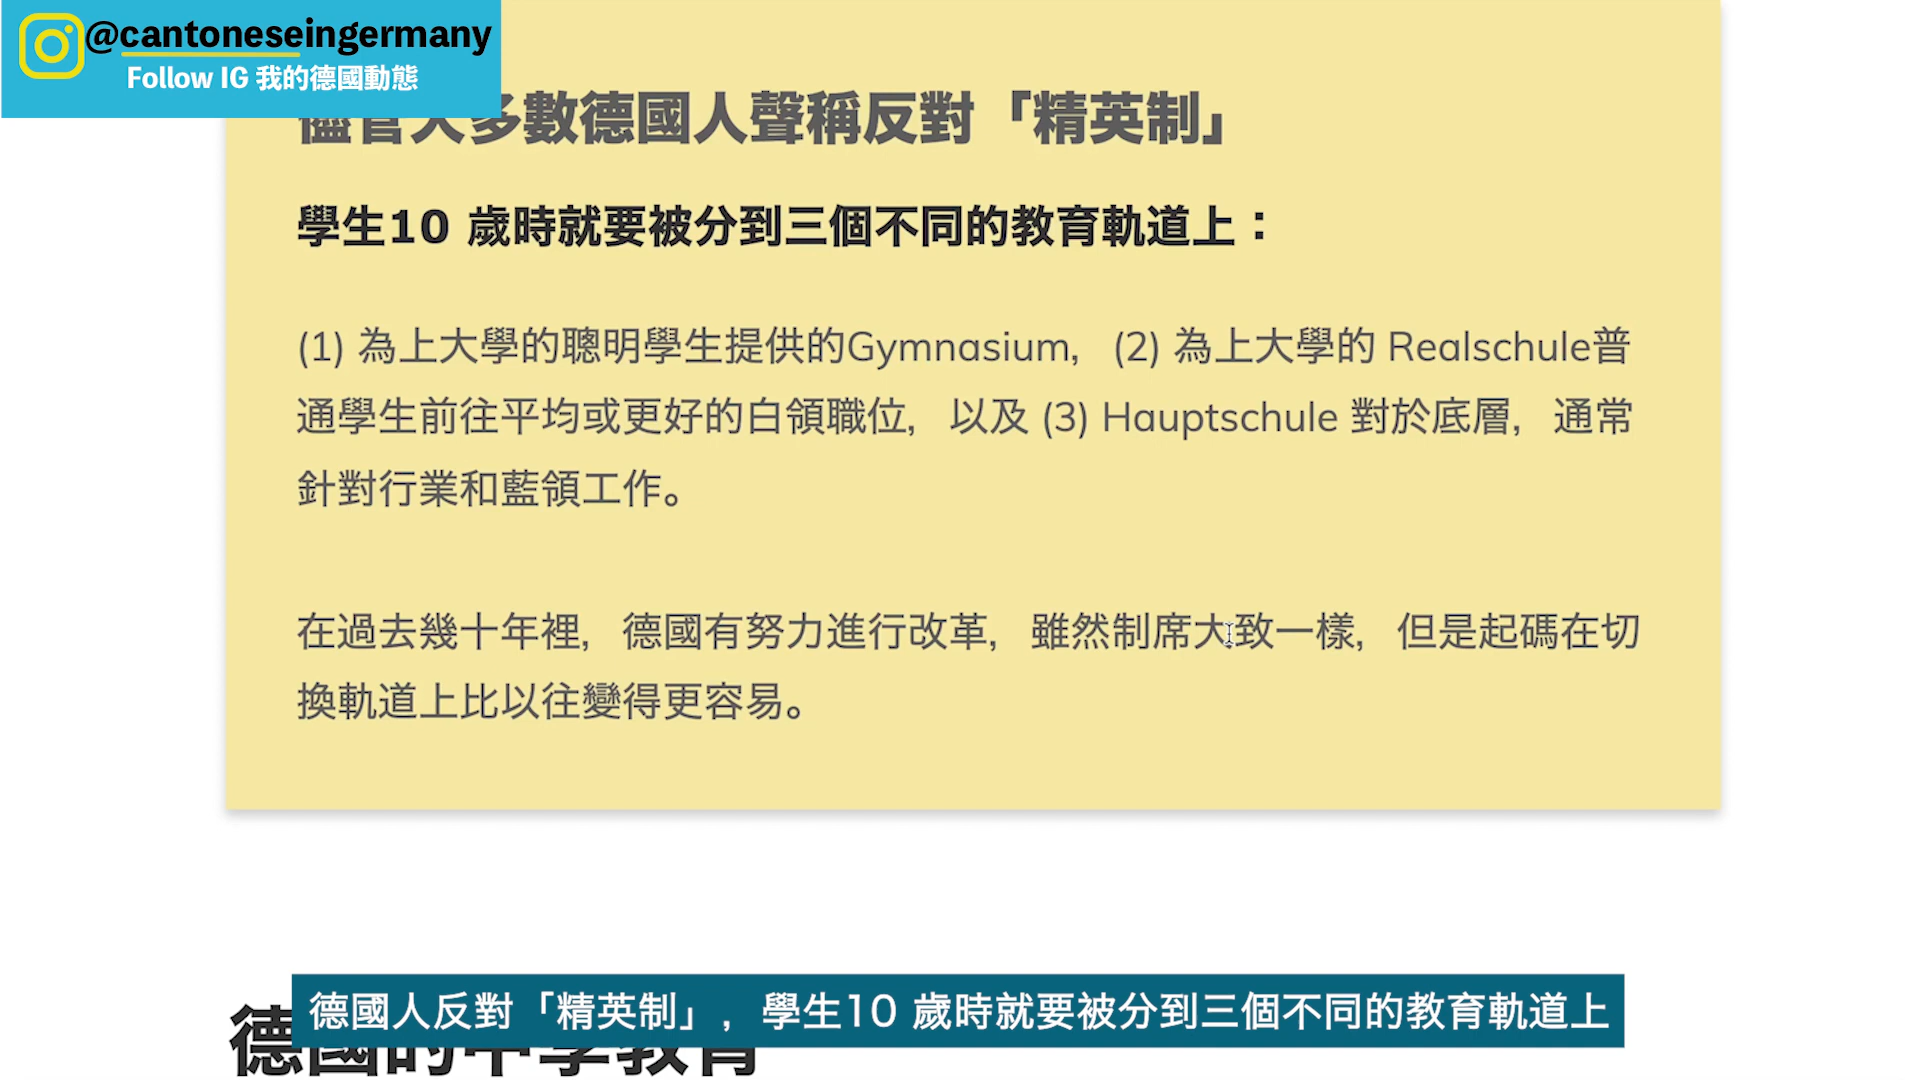 @cantoneseingermany
Follow IG 我的德國動態
儘管大多數德國人聲稱反對「精英制」
學生10 歲時就要被分到三個不同的教育軌道上：
(1) 為上大學的聰明學生提供的Gymnasium, (2) 為上大學的 Realschule普
通學生前往平均或更好的白領職位, 以及 (3) Hauptschule 對於底層, 通常
針對行業和藍領工作。
在過去幾十年裡, 德國有努力進行改革, 雖然制席大致一樣, 但是起碼在切
換軌道上比以往變得更容易。
德國人反對「精英制」, 學生10 歲時就要被分到三個不同的教育軌道上
德國的中學教育